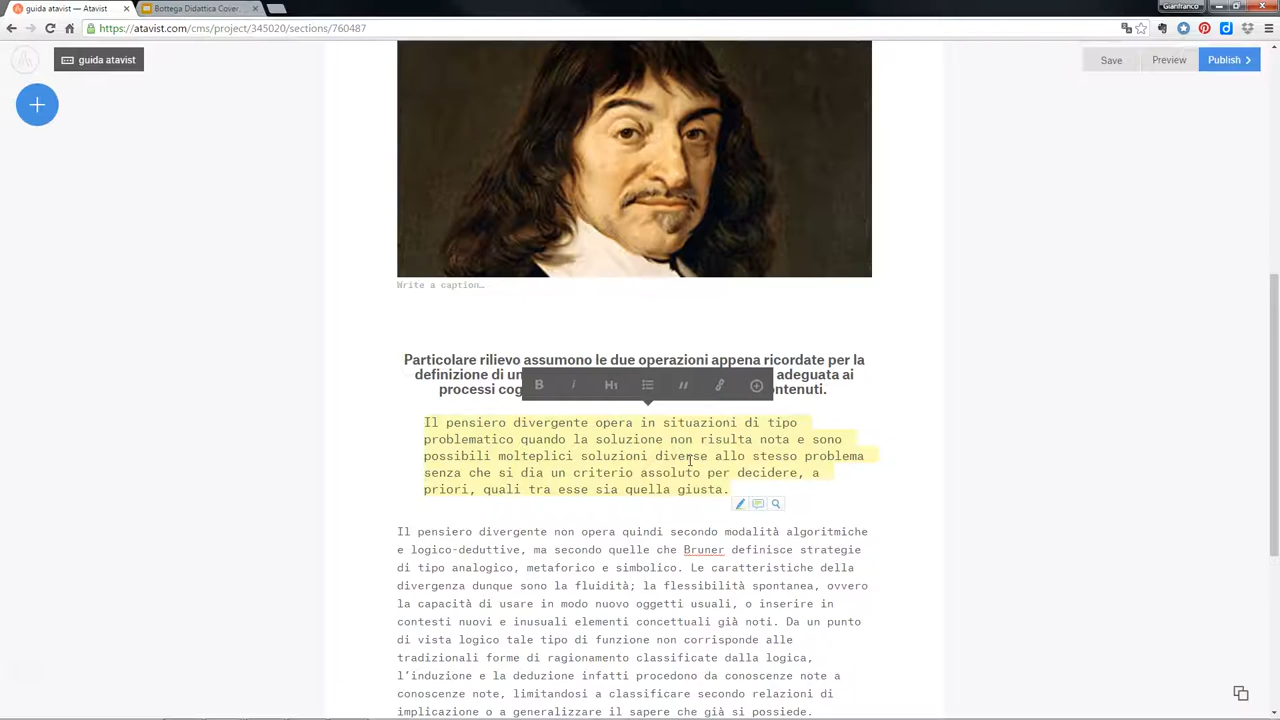 guida atavist — Atavist
Bottega Didattica Cover.
Gianfranco
https://atavist.com/cms/project/345020/sections/760487
guida atavist
Save
Preview
Publish
Write a caption…
Particolare rilievo assumono le due operazioni appena ricordate per la
definizione di un
adeguata ai
processi cog
ontenuti.
B i H1
Il pensiero divergente opera in situazioni di tipo
problematico quando la soluzione non risulta nota e sono
possibili molteplici soluzioni diverse allo stesso problema
senza che si dia un criterio assoluto per decidere, a
priori, quali tra esse sia quella giusta.
Il pensiero divergente non opera quindi secondo modalità algoritmiche
e logico-deduttive, ma secondo quelle che Bruner definisce strategie
di tipo analogico, metaforico e simbolico. Le caratteristiche della
divergenza dunque sono la fluidità; la flessibilità spontanea, ovvero
la capacità di usare in modo nuovo oggetti usuali, o inserire in
contesti nuovi e inusuali elementi concettuali già noti. Da un punto
di vista logico tale tipo di funzione non corrisponde alle
tradizionali forme di ragionamento classificate dalla logica,
l’induzione e la deduzione infatti procedono da conoscenze note a
conoscenze note, limitandosi a classificare secondo relazioni di
implicazione o a generalizzare il sapere che già si possiede.